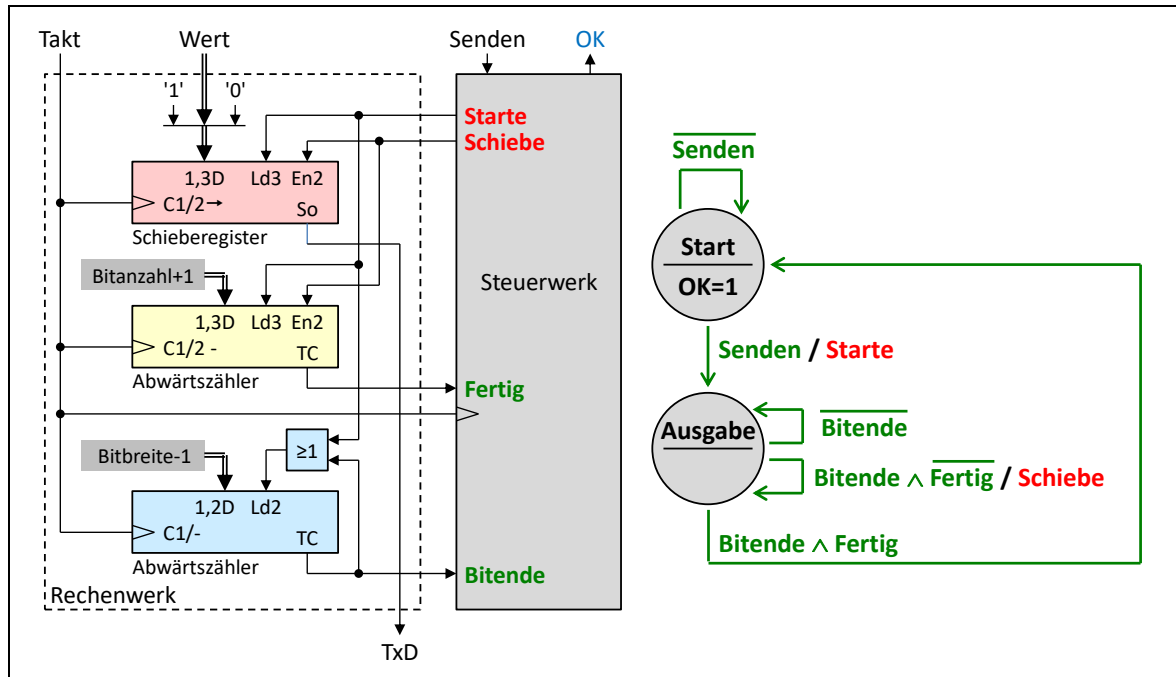 Takt
Wert
Senden
OK
'1'
'0'
Starte
Schiebe
1,3D Ld3 En2
C1/2→
So
Schieberegister
Bitanzahl+1
1,3D Ld3 En2
C1/2 -
TC
Abwärtszähler
Fertig
Steuerwerk
Bitbreite-1
≥1
1,2D Ld2
C1/-
TC
Abwärtszähler
Bitende
Rechenwerk
TxD
Senden
Start
OK=1
Senden / Starte
Ausgabe
Bitende
Bitende ∧ Fertig / Schiebe
Bitende ∧ Fertig